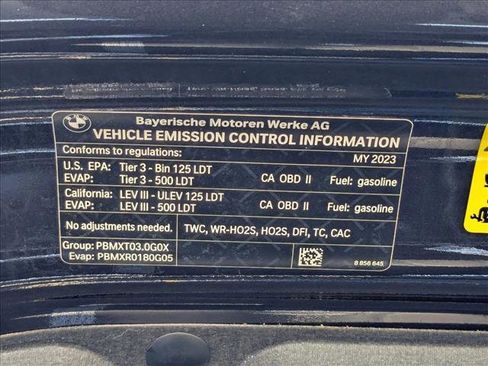 Bayerische Motoren Werke AG
VEHICLE EMISSION CONTROL INFORMATION
Conforms to regulations: MY 2023
U.S. EPA: Tier 3 - Bin 125 LDT
EVAP: Tier 3 - 500 LDT CA OBD II Fuel: gasoline
California: LEV III - ULEV 125 LDT
EVAP: LEV III - 500 LDT CA OBD II Fuel: gasoline
No adjustments needed. TWC, WR-HO2S, HO2S, DFI, TC, CAC
Group: PBMXT03.0G0X
Evap: PBMXR0180G05
8 856 645